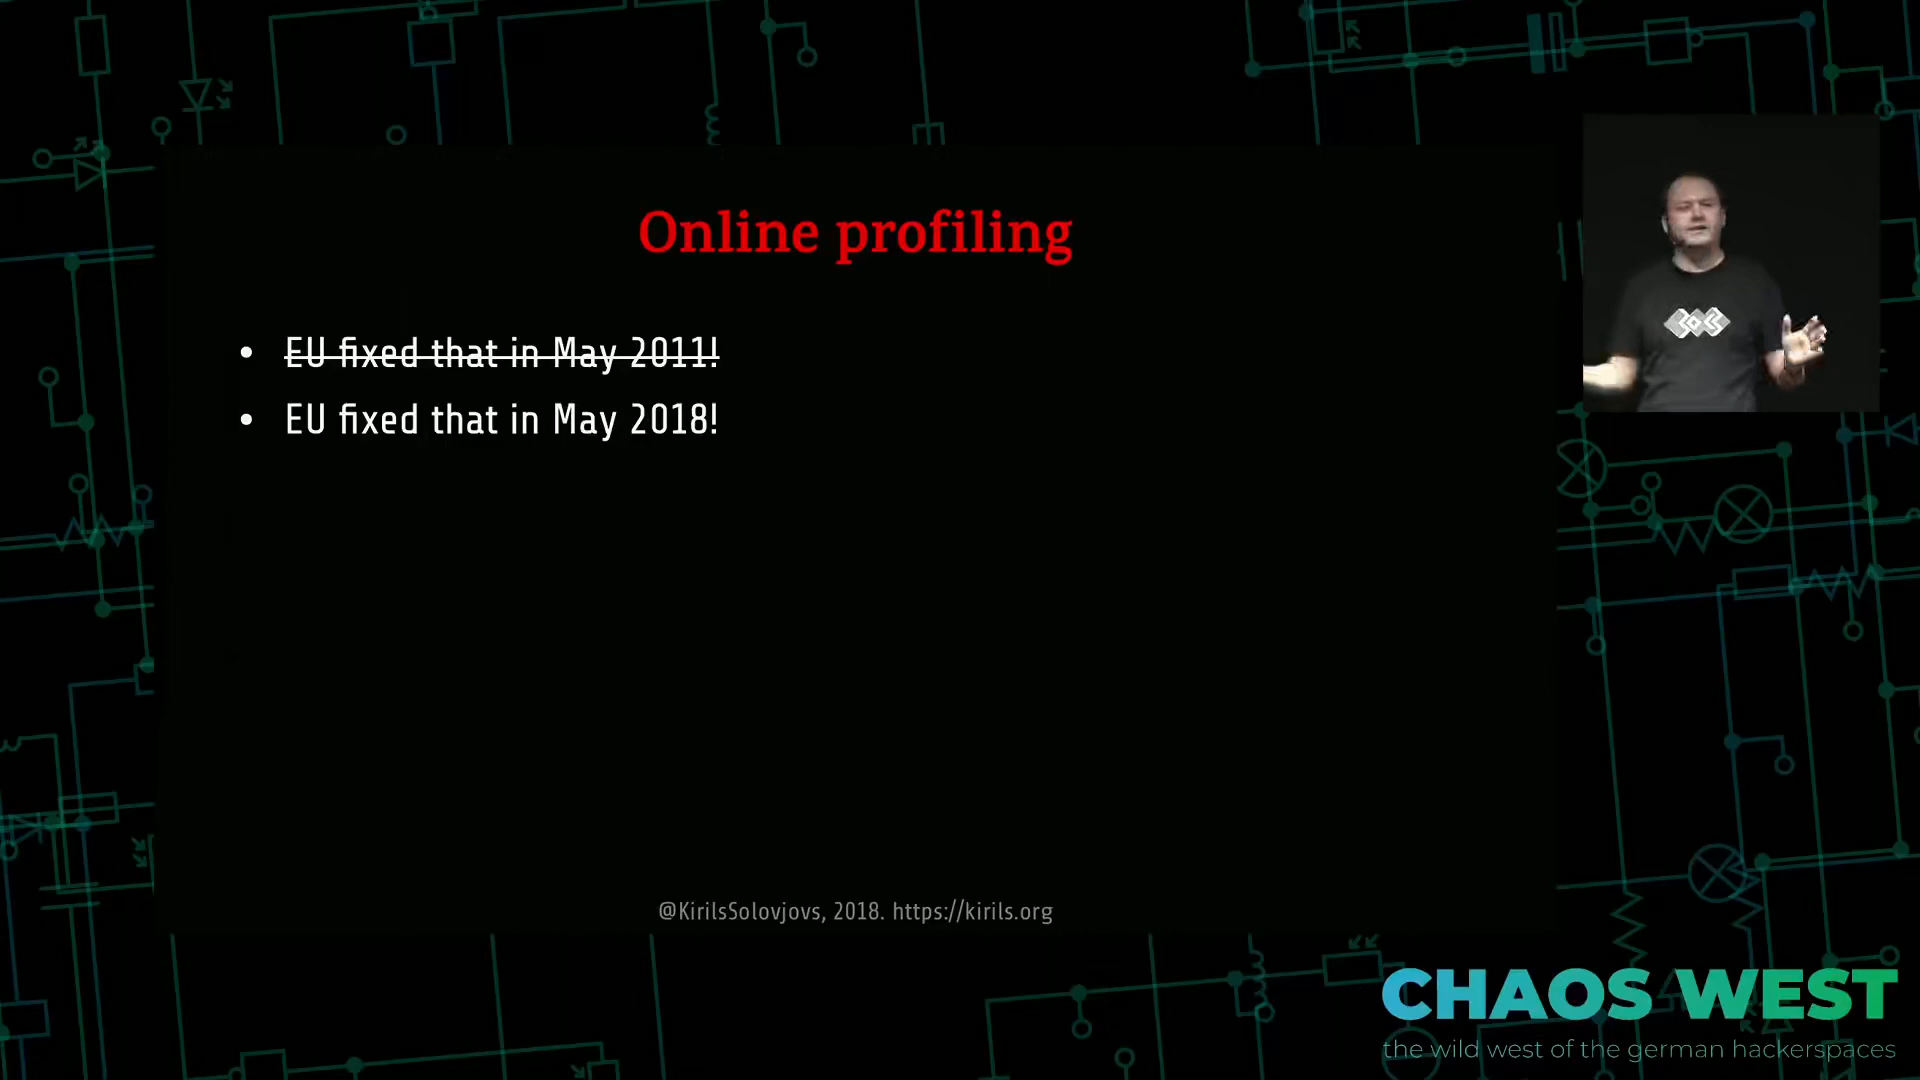 Online profiling
• EU fixed that in May 2011!
• EU fixed that in May 2018!
@KirilsSolovjovs, 2018. https://kirils.org
CHAOS WEST
the wild west of the german hackerspaces